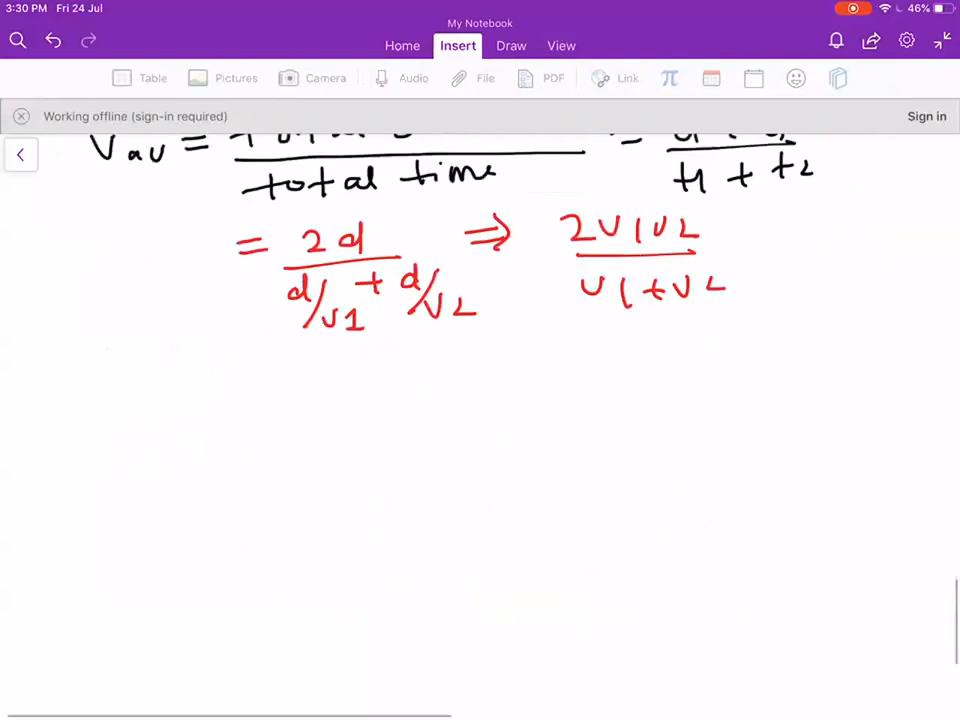 3:30 PM Fri 24 Jul 46%
My Notebook
Home Insert Draw View
Table Pictures Camera Audio File PDF Link π
Working offline (sign-in required) Sign in
Vav = total / total time = / t1 + t2
= 2d / d/v1 + d/v2 ⇒ 2v1v2 / v1+v2